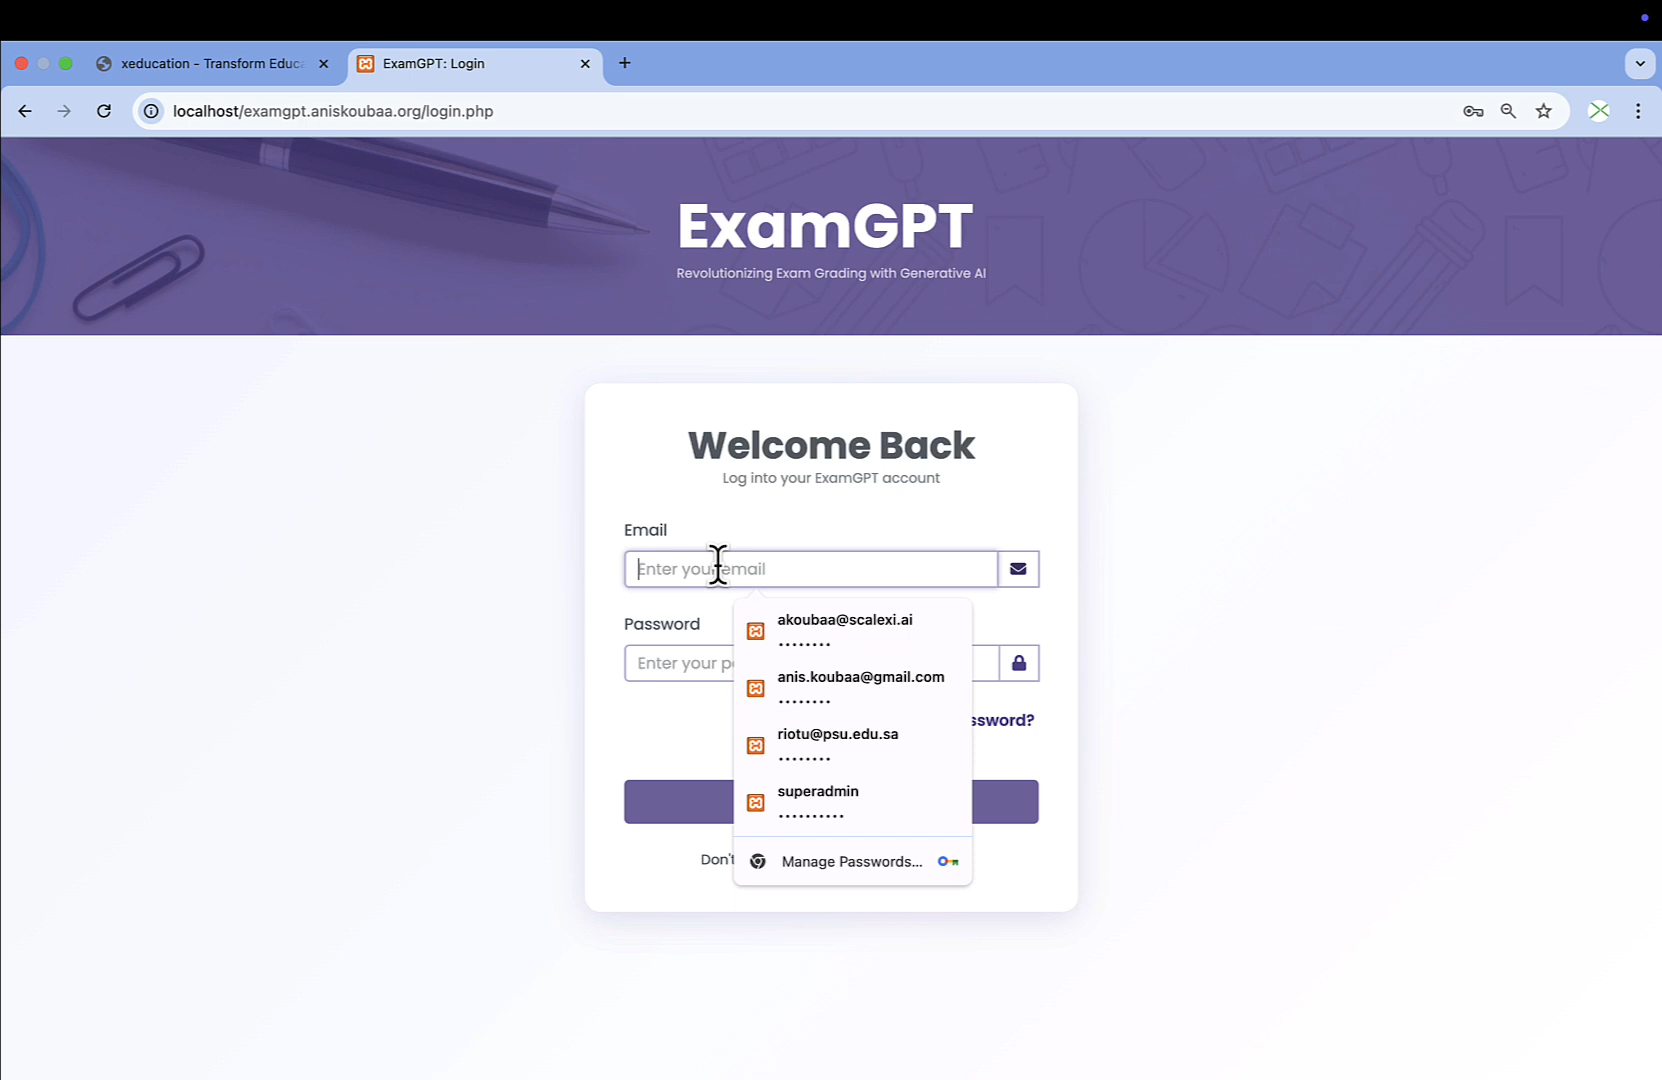 xeducation - Transform Educa
ExamGPT: Login
localhost/examgpt.aniskoubaa.org/login.php
ExamGPT
Revolutionizing Exam Grading with Generative AI
Welcome Back
Log into your ExamGPT account
Email
Enter your email
akoubaa@scalexi.ai
••••••••
Password
Enter your p
anis.koubaa@gmail.com
••••••••
ssword?
riotu@psu.edu.sa
••••••••
superadmin
••••••••••
Don't
Manage Passwords...